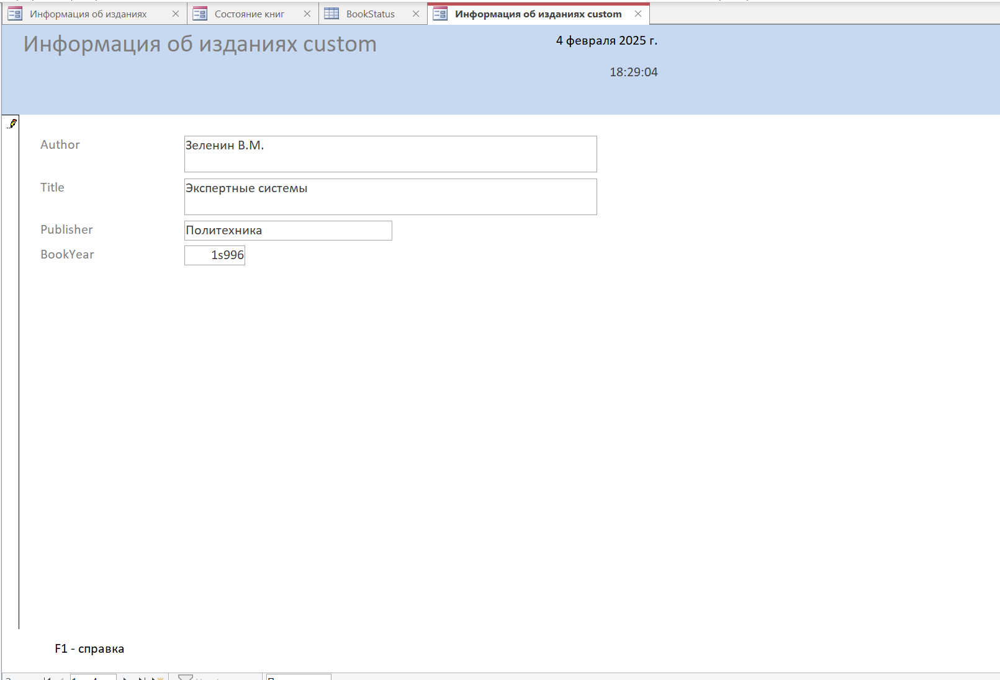 Информация об изданиях
Состояние книг
BookStatus
Информация об изданиях custom
Информация об изданиях custom
4 февраля 2025 г.
18:29:04
Author
Зеленин В.М.
Title
Экспертные системы
Publisher
Политехника
BookYear
1s996
F1 - справка